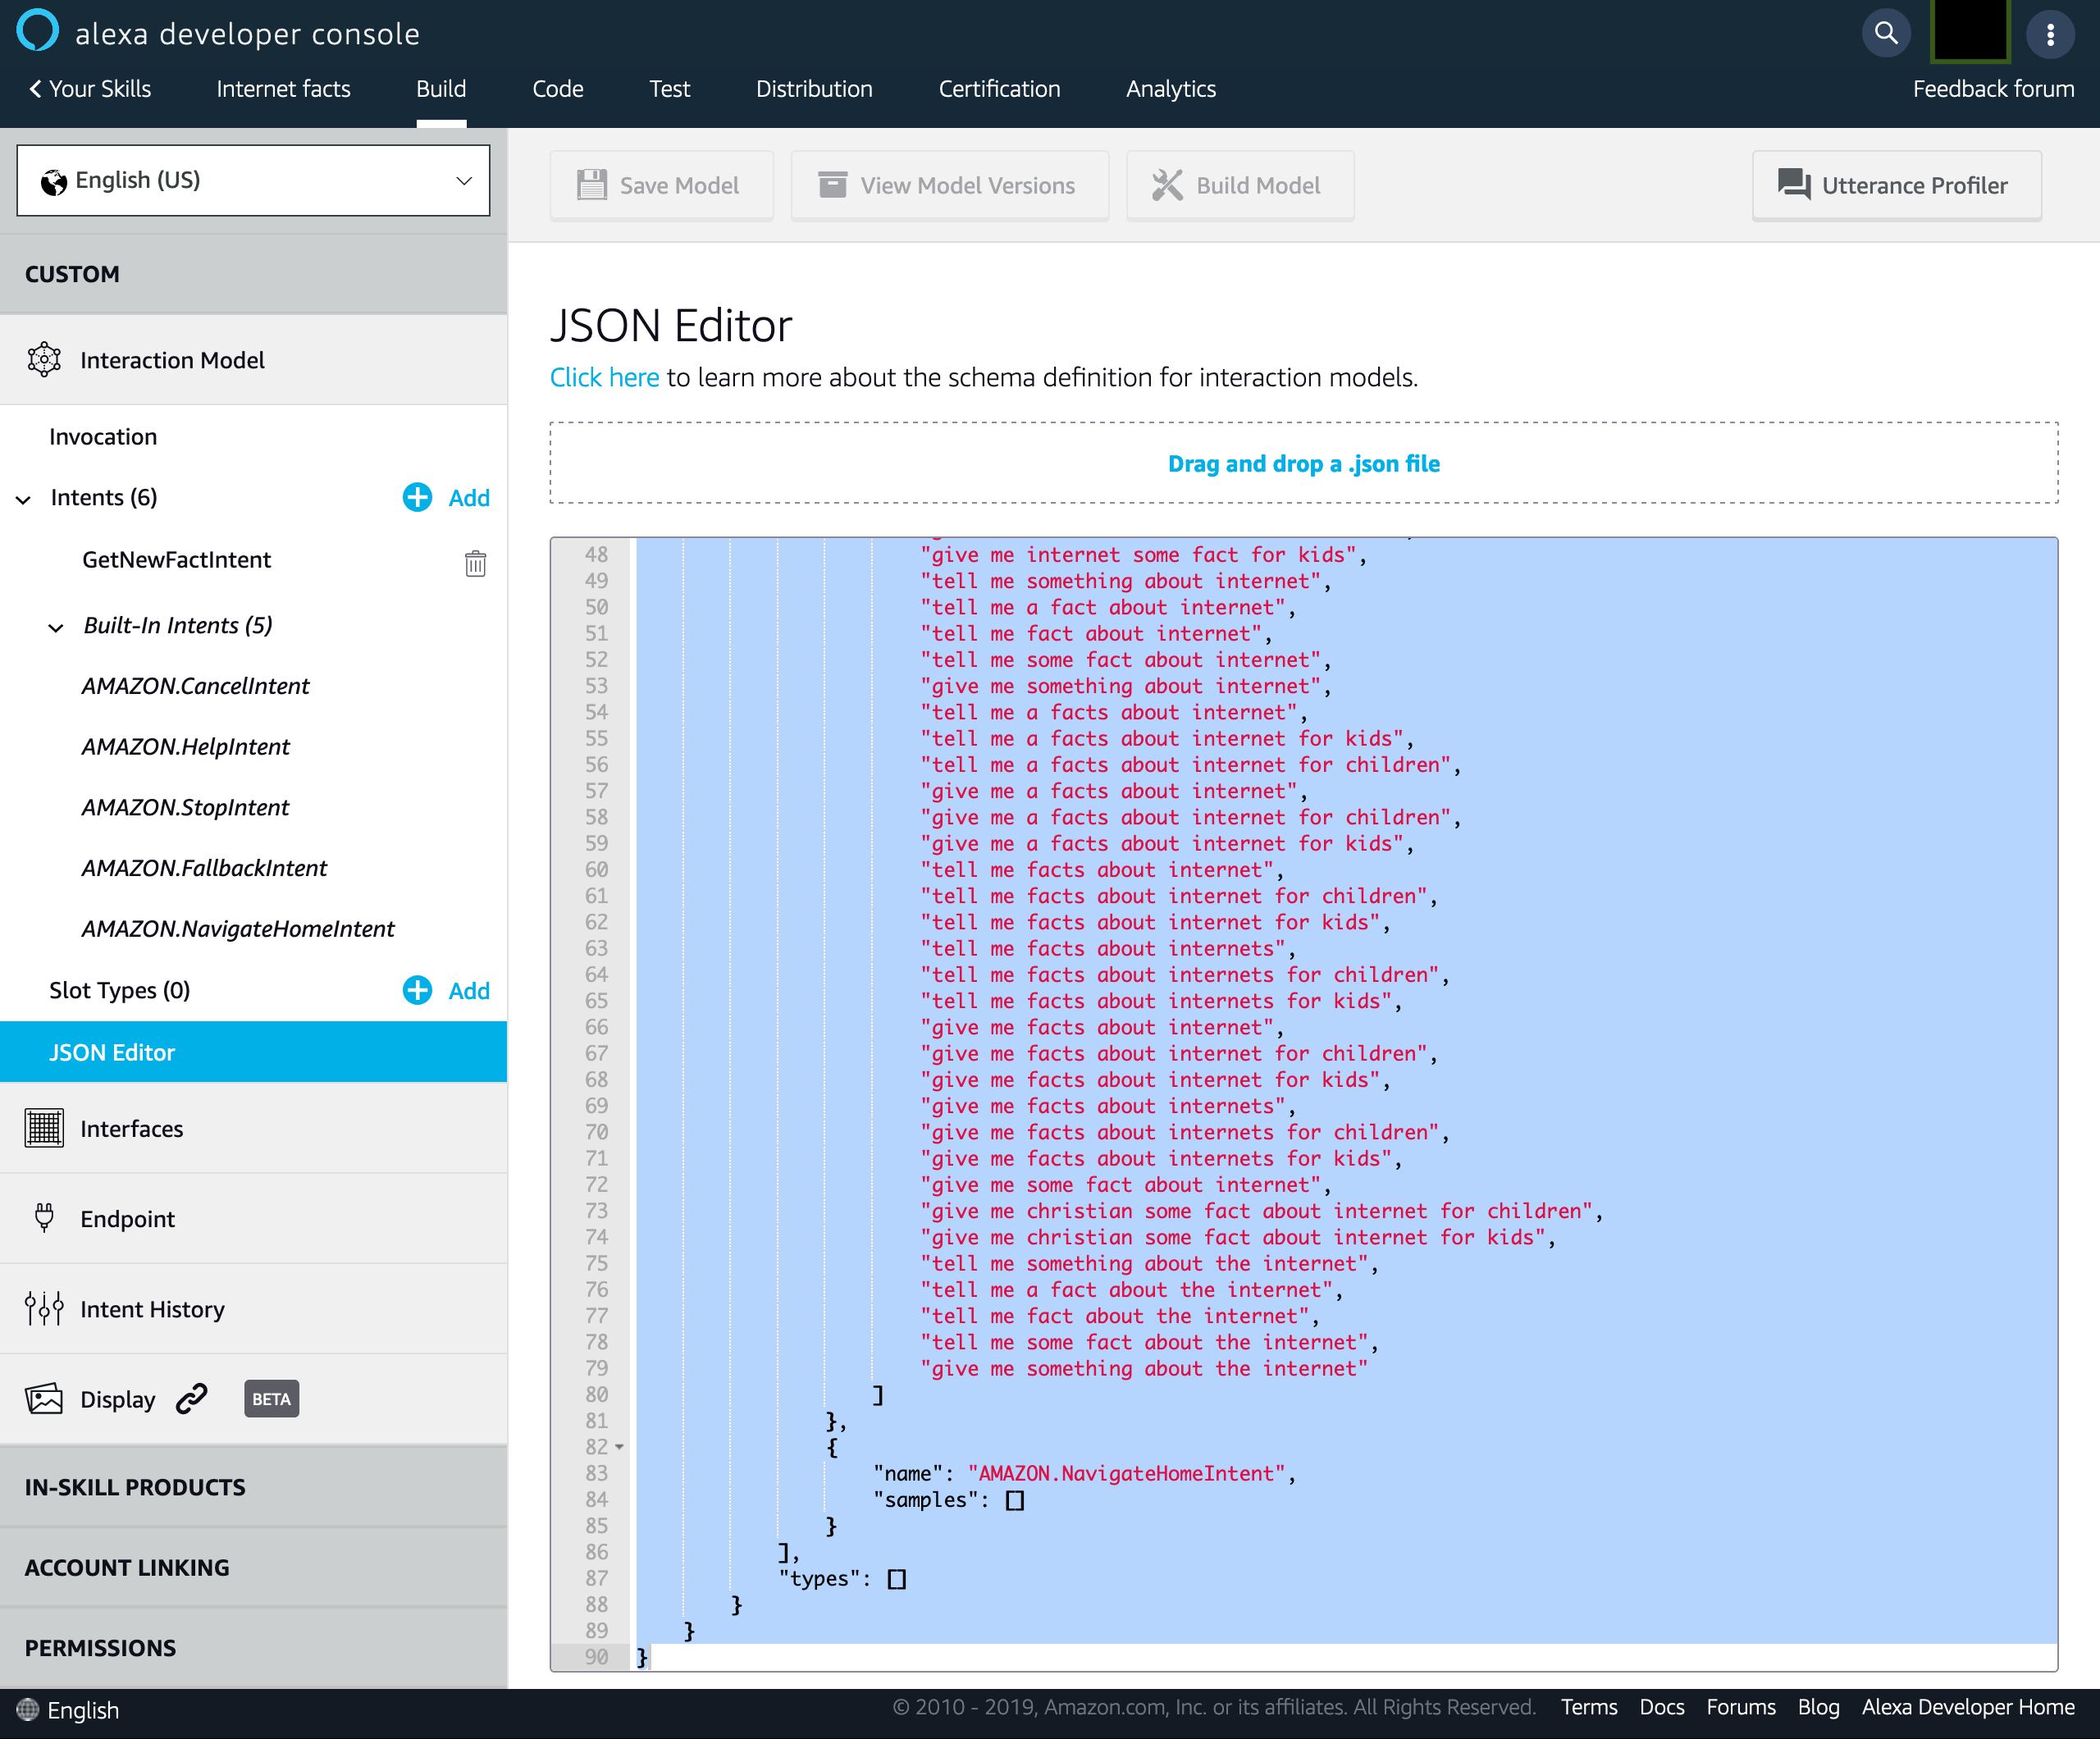 alexa developer console
Your Skills Internet facts Build Code Test Distribution Certification Analytics Feedback forum
English (US)
Save Model View Model Versions Build Model Utterance Profiler
CUSTOM
Interaction Model
Invocation
Intents (6) Add
GetNewFactIntent
Built-In Intents (5)
AMAZON.CancelIntent
AMAZON.HelpIntent
AMAZON.StopIntent
AMAZON.FallbackIntent
AMAZON.NavigateHomeIntent
Slot Types (0) Add
JSON Editor
Interfaces
Endpoint
Intent History
Display BETA
IN-SKILL PRODUCTS
ACCOUNT LINKING
PERMISSIONS
JSON Editor
Click here to learn more about the schema definition for interaction models.
Drag and drop a .json file
48 "give me internet some fact for kids",
49 "tell me something about internet",
50 "tell me a fact about internet",
51 "tell me fact about internet",
52 "tell me some fact about internet",
53 "give me something about internet",
54 "tell me a facts about internet",
55 "tell me a facts about internet for kids",
56 "tell me a facts about internet for children",
57 "give me a facts about internet",
58 "give me a facts about internet for children",
59 "give me a facts about internet for kids",
60 "tell me facts about internet",
61 "tell me facts about internet for children",
62 "tell me facts about internet for kids",
63 "tell me facts about internets",
64 "tell me facts about internets for children",
65 "tell me facts about internets for kids",
66 "give me facts about internet",
67 "give me facts about internet for children",
68 "give me facts about internet for kids",
69 "give me facts about internets",
70 "give me facts about internets for children",
71 "give me facts about internets for kids",
72 "give me some fact about internet",
73 "give me christian some fact about internet for children",
74 "give me christian some fact about internet for kids",
75 "tell me something about the internet",
76 "tell me a fact about the internet",
77 "tell me fact about the internet",
78 "tell me some fact about the internet",
79 "give me something about the internet"
80 ]
81 },
82 {
83 "name": "AMAZON.NavigateHomeIntent",
84 "samples": []
85 }
86 ],
87 "types": []
88 }
89 }
90 }
English
© 2010 - 2019, Amazon.com, Inc. or its affiliates. All Rights Reserved. Terms Docs Forums Blog Alexa Developer Home